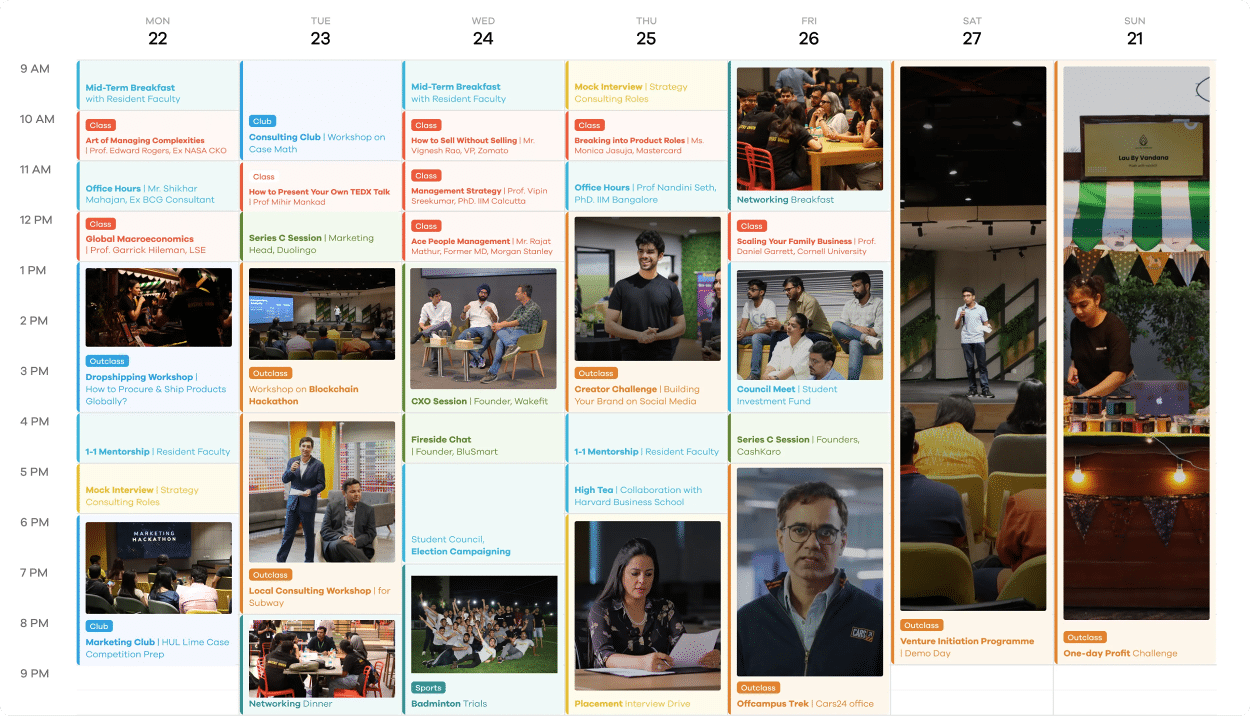 MON
22
TUE
23
WED
24
THU
25
FRI
26
SAT
27
SUN
21
9 AM
10 AM
11 AM
12 PM
1 PM
2 PM
3 PM
4 PM
5 PM
6 PM
7 PM
8 PM
9 PM
Mid-Term Breakfast
with Resident Faculty
Class
Art of Managing Complexities
| Prof. Edward Rogers, Ex NASA CKO
Office Hours | Mr. Shikhar
Mahajan, Ex BCG Consultant
Class
Global Macroeconomics
| Prof. Garrick Hileman, LSE
Outclass
Dropshipping Workshop |
How to Procure & Ship Products
Globally?
1-1 Mentorship | Resident Faculty
Mock Interview | Strategy
Consulting Roles
MARKETING
HACKATHON
Club
Marketing Club | HUL Lime Case
Competition Prep
Club
Consulting Club | Workshop on
Case Math
Class
How to Present Your Own TEDX Talk
| Prof Mihir Mankad
Series C Session | Marketing
Head, Duolingo
Outclass
Workshop on Blockchain
Hackathon
Outclass
Local Consulting Workshop | for
Subway
Networking Dinner
Mid-Term Breakfast
with Resident Faculty
Class
How to Sell Without Selling | Mr.
Vignesh Rao, VP, Zomato
Class
Management Strategy | Prof. Vipin
Sreekumar, PhD. IIM Calcutta
Class
Ace People Management | Mr. Rajat
Mathur, Former MD, Morgan Stanley
CXO Session | Founder, Wakefit
Fireside Chat
| Founder, BluSmart
Student Council,
Election Campaigning
Sports
Badminton Trials
Mock Interview | Strategy
Consulting Roles
Class
Breaking into Product Roles | Ms.
Monica Jasuja, Mastercard
Office Hours | Prof Nandini Seth,
PhD. IIM Bangalore
Outclass
Creator Challenge | Building
Your Brand on Social Media
1-1 Mentorship | Resident Faculty
High Tea | Collaboration with
Harvard Business School
Placement Interview Drive
Networking Breakfast
Class
Scaling Your Family Business | Prof.
Daniel Garrett, Cornell University
Council Meet | Student
Investment Fund
Series C Session | Founders,
CashKaro
CARS24
Outclass
Offcampus Trek | Cars24 office
Outclass
Venture Initiation Programme
| Demo Day
Lau By Vandana
Outclass
One-day Profit Challenge